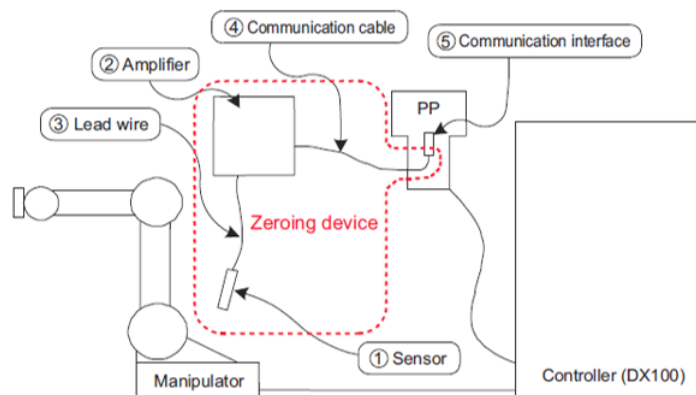 ④ Communication cable
⑤ Communication interface
② Amplifier
PP
③ Lead wire
Zeroing device
① Sensor
Manipulator
Controller (DX100)